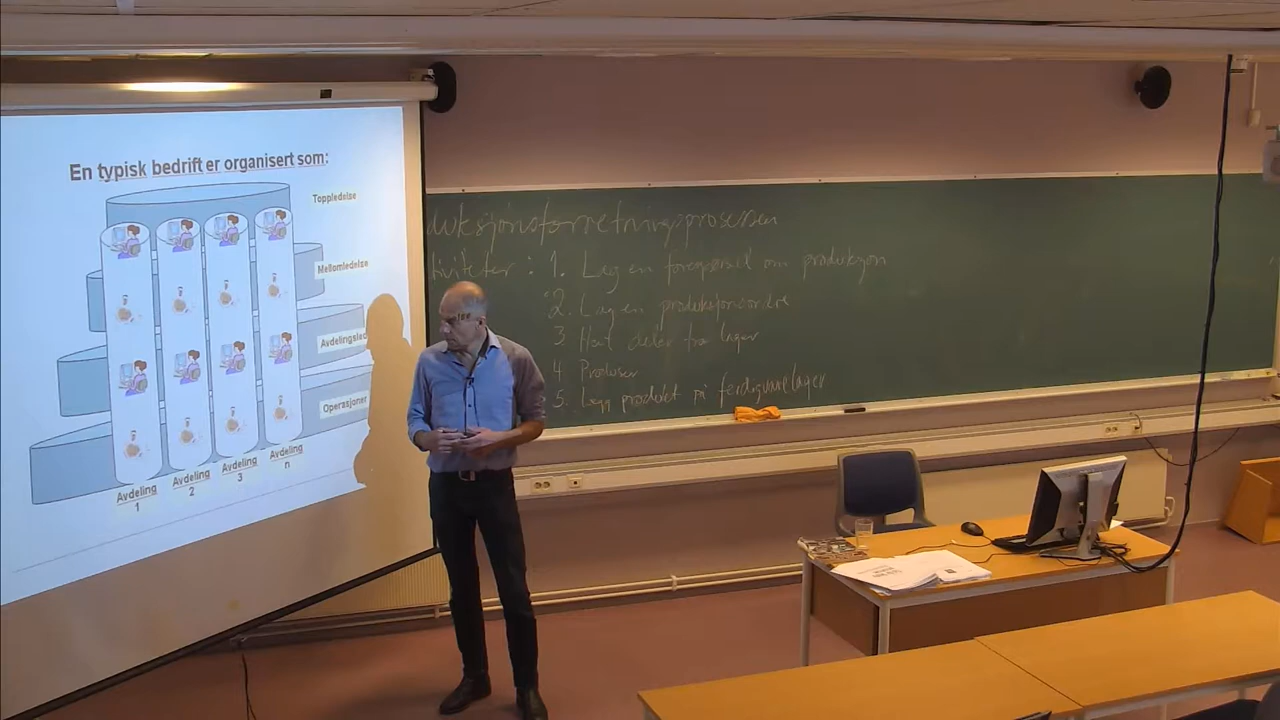 En typisk bedrift er organisert som:
Toppledelse
Mellomledelse
Avdelingsled
Operasjoner
Avdeling 1
Avdeling 2
Avdeling 3
Avdeling n
duksjonsforretningsprosessen
tiviteter: 1. Lag en forespørsel om produksjon
2. Lag en produksjonsordre
3 Hent deler fra lager
4 Produser
5. Legg produkt på ferdigvarelager